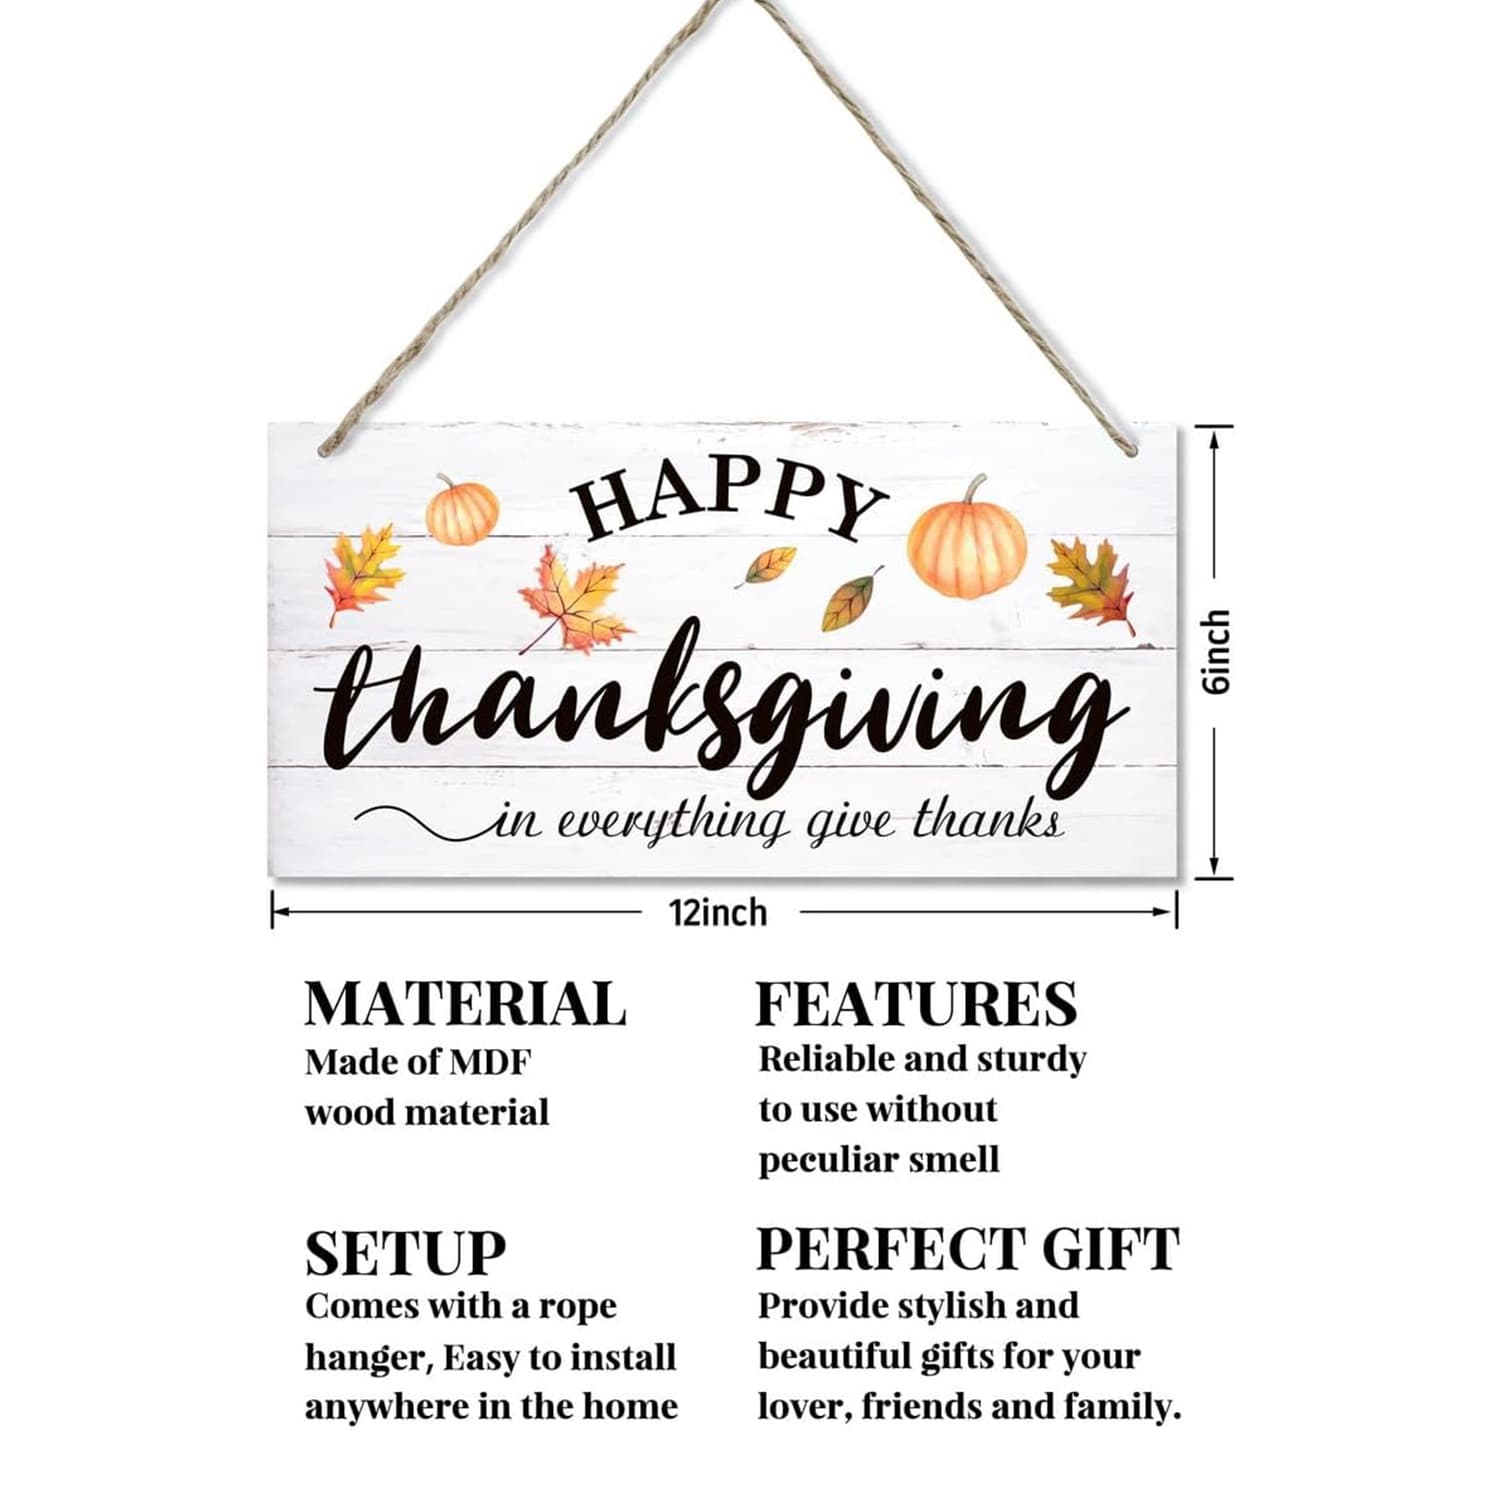 HAPPY
thanksgiving
in everything give thanks
6inch
12inch
MATERIAL
Made of MDF
wood material
FEATURES
Reliable and sturdy
to use without
peculiar smell
SETUP
Comes with a rope
hanger, Easy to install
anywhere in the home
PERFECT GIFT
Provide stylish and
beautiful gifts for your
lover, friends and family.